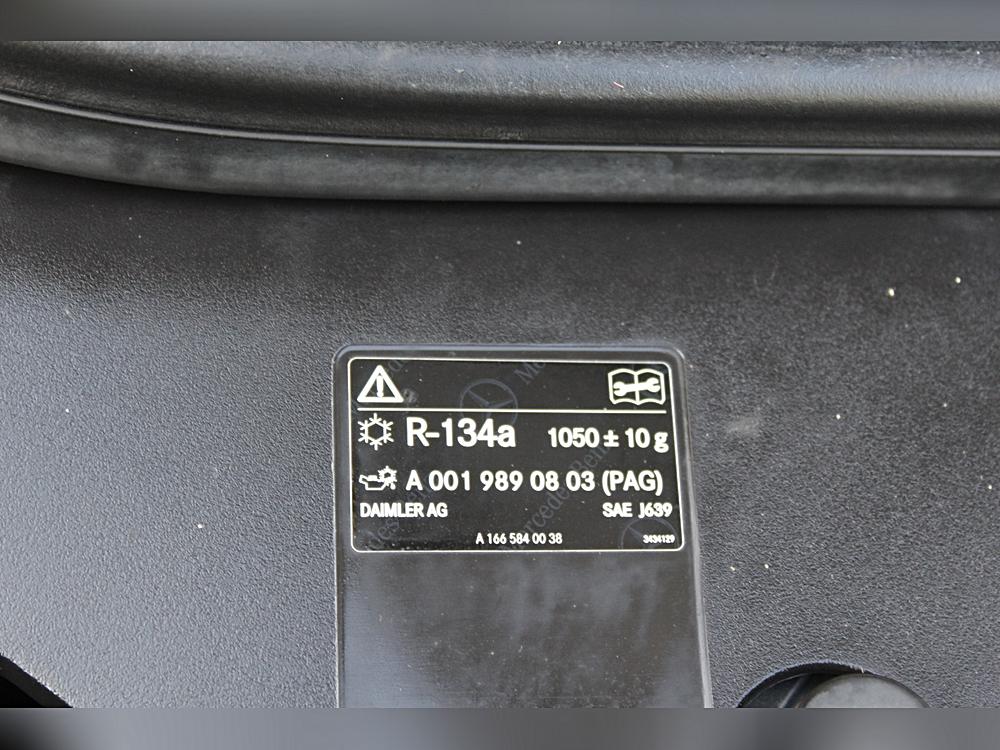 R-134a 1050 ± 10 g
A 001 989 08 03 (PAG)
DAIMLER AG SAE J639
A 166 584 00 38 3434129